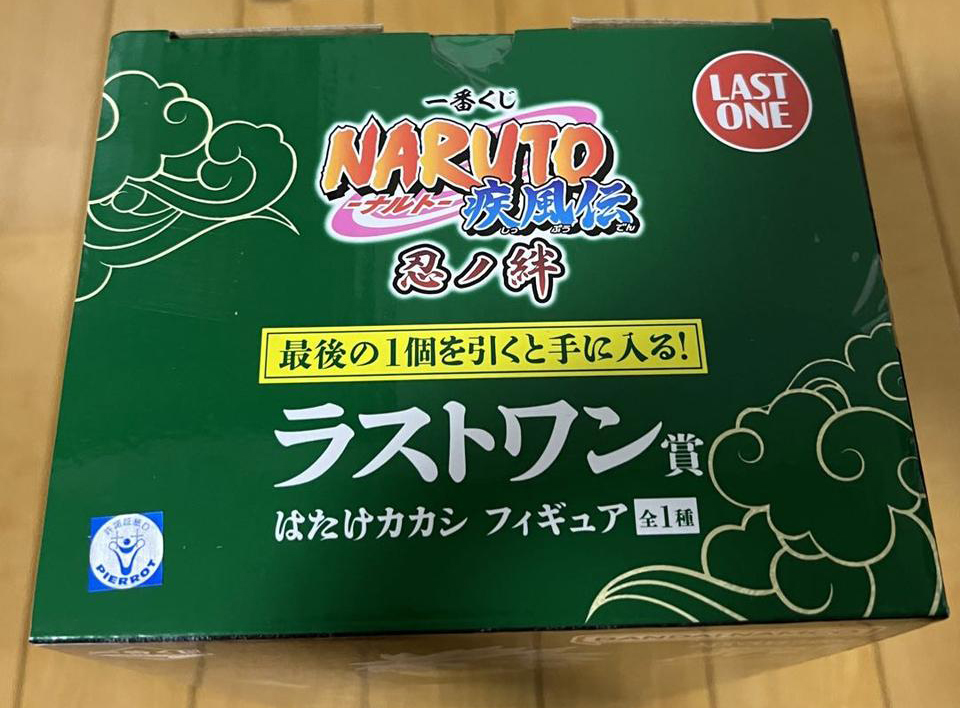 一番くじ
LAST
ONE
NARUTO
-ナルト-
疾風伝
しっ ぷう でん
忍ノ絆
最後の1個を引くと手に入る!
ラストワン賞
はたけカカシ フィギュア 全1種
PIERROT